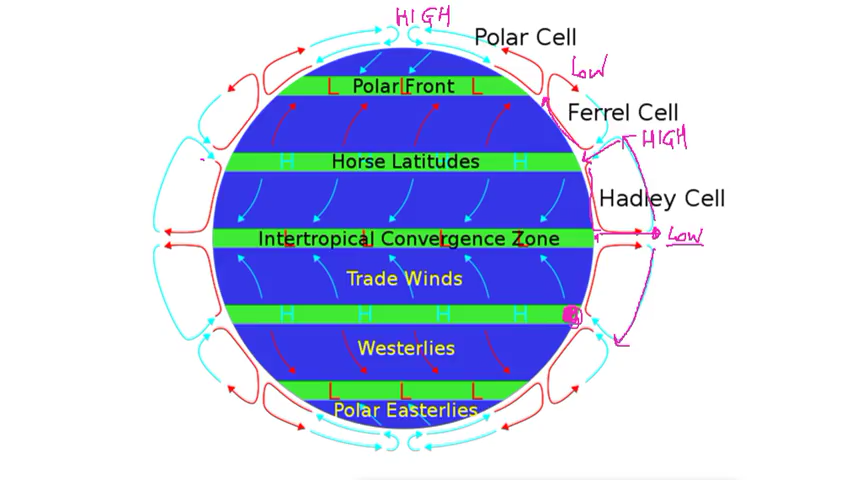 HIGH
Polar Cell
LOW
L Polar Front L L
Ferrel Cell
HIGH
H Horse Latitudes H H
Hadley Cell
LOW
Intertropical Convergence Zone
L L L L
Trade Winds
H H H H
Westerlies
L L L
Polar Easterlies